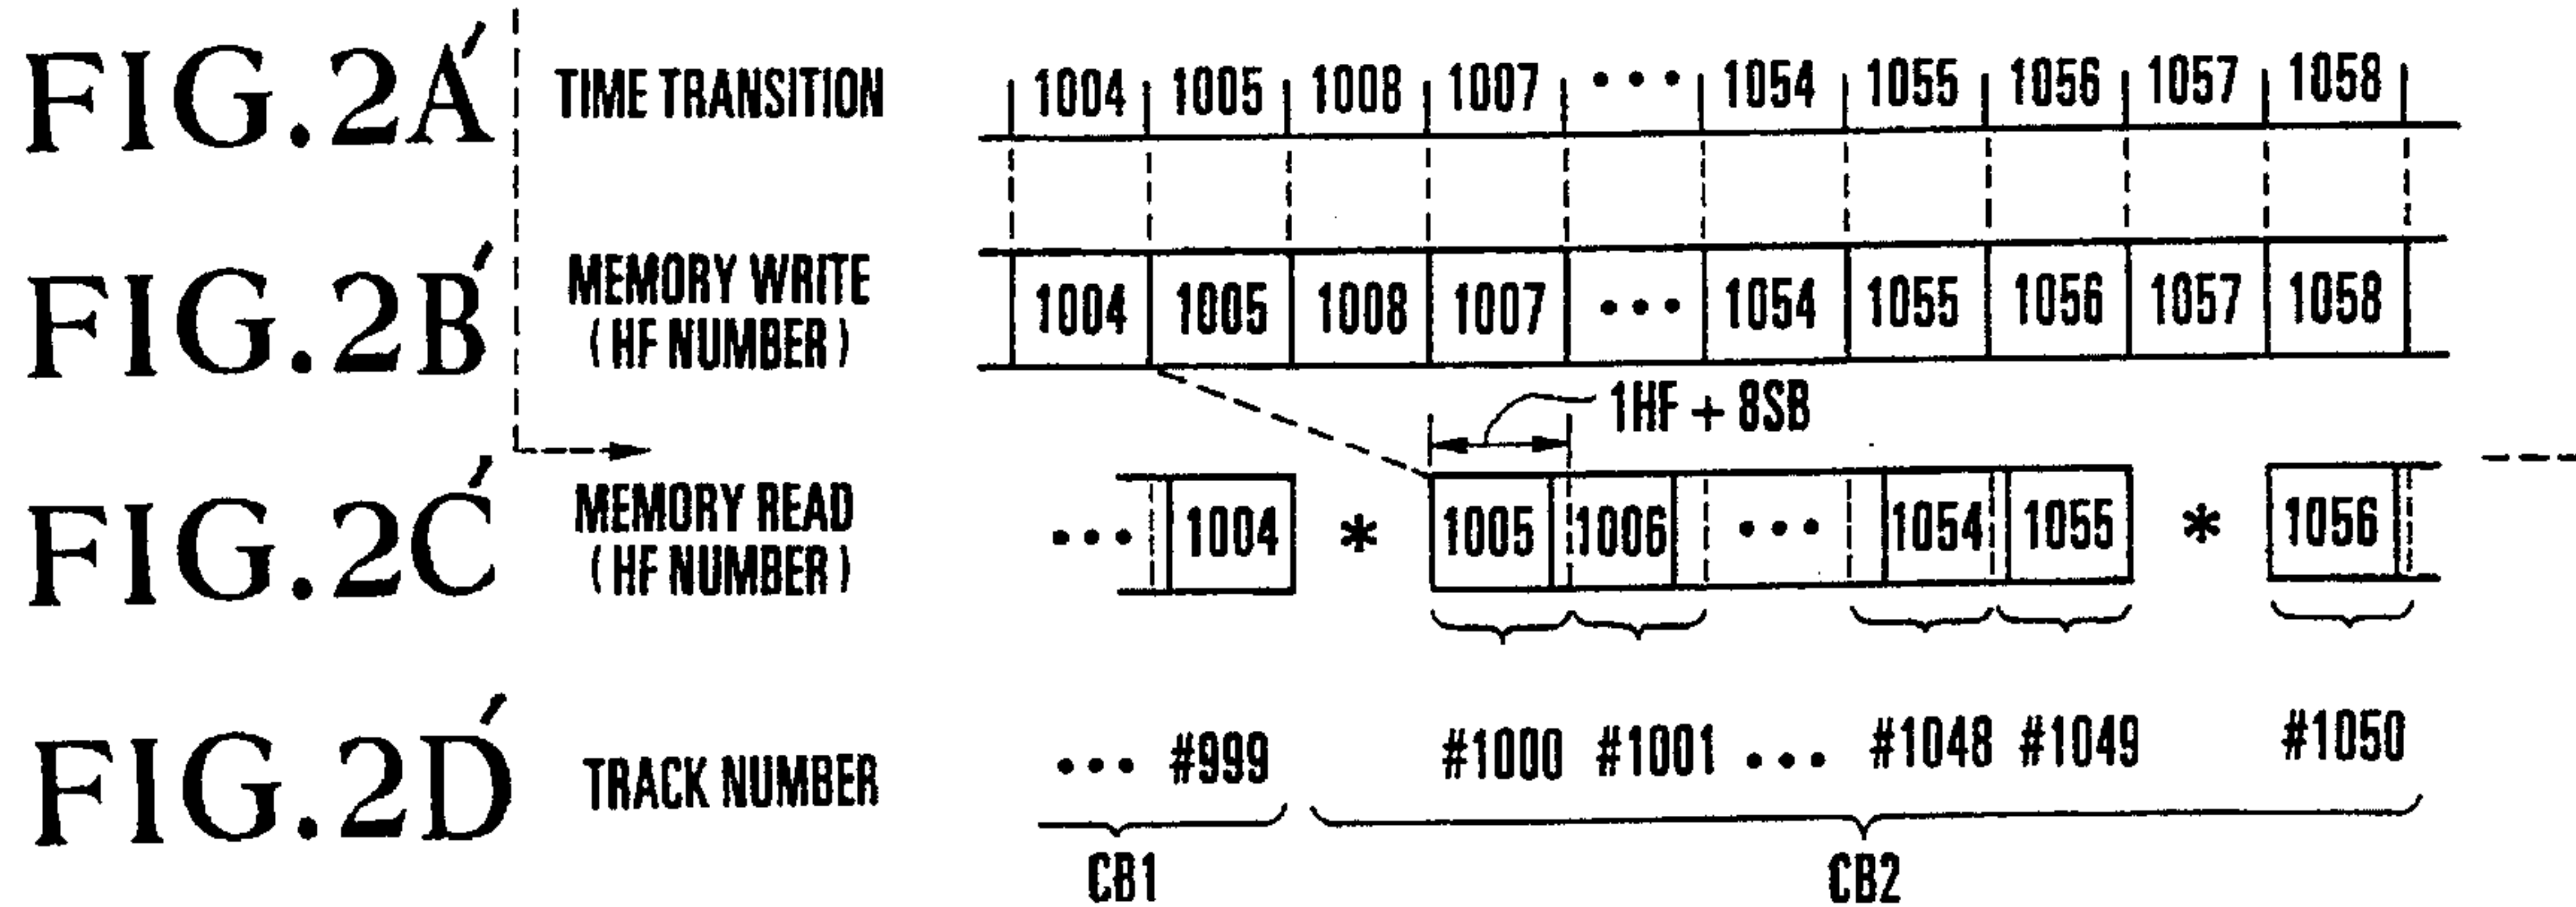 FIG.2A' TIME TRANSITION 1004 1005 1008 1007 ••• 1054 1055 1056 1057 1058
FIG.2B' MEMORY WRITE (HF NUMBER) 1004 1005 1008 1007 ••• 1054 1055 1056 1057 1058
1HF + 8SB
FIG.2C' MEMORY READ (HF NUMBER) ••• 1004 * 1005 1006 ••• 1054 1055 * 1056
FIG.2D' TRACK NUMBER ••• #999 #1000 #1001 ••• #1048 #1049 #1050
CB1 CB2